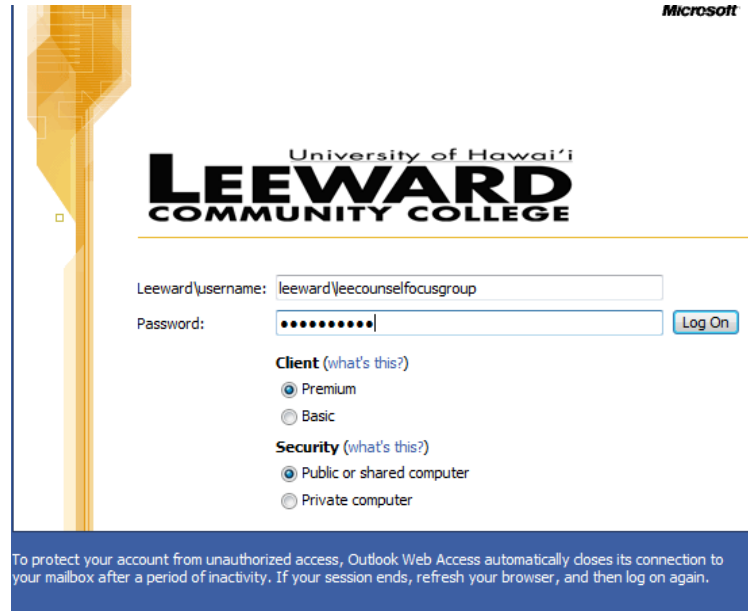 Microsoft
University of Hawai'i
LEEWARD
COMMUNITY COLLEGE
Leeward\username: leeward\leecounselfocusgroup
Password: ●●●●●●●●●● Log On
Client (what's this?)
Premium
Basic
Security (what's this?)
Public or shared computer
Private computer
To protect your account from unauthorized access, Outlook Web Access automatically closes its connection to
your mailbox after a period of inactivity. If your session ends, refresh your browser, and then log on again.